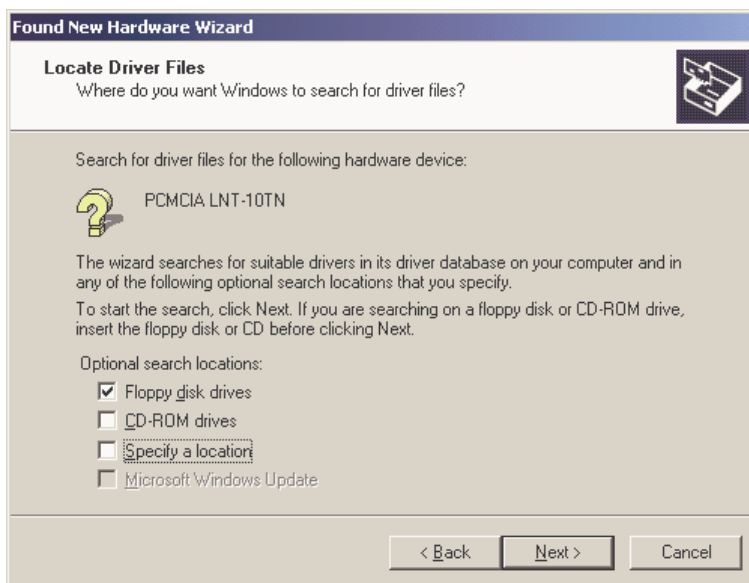 Found New Hardware Wizard
Locate Driver Files
Where do you want Windows to search for driver files?
Search for driver files for the following hardware device:
PCMCIA LNT-10TN
The wizard searches for suitable drivers in its driver database on your computer and in
any of the following optional search locations that you specify.
To start the search, click Next. If you are searching on a floppy disk or CD-ROM drive,
insert the floppy disk or CD before clicking Next.
Optional search locations:
Floppy disk drives
CD-ROM drives
Specify a location
Microsoft Windows Update
< Back Next > Cancel